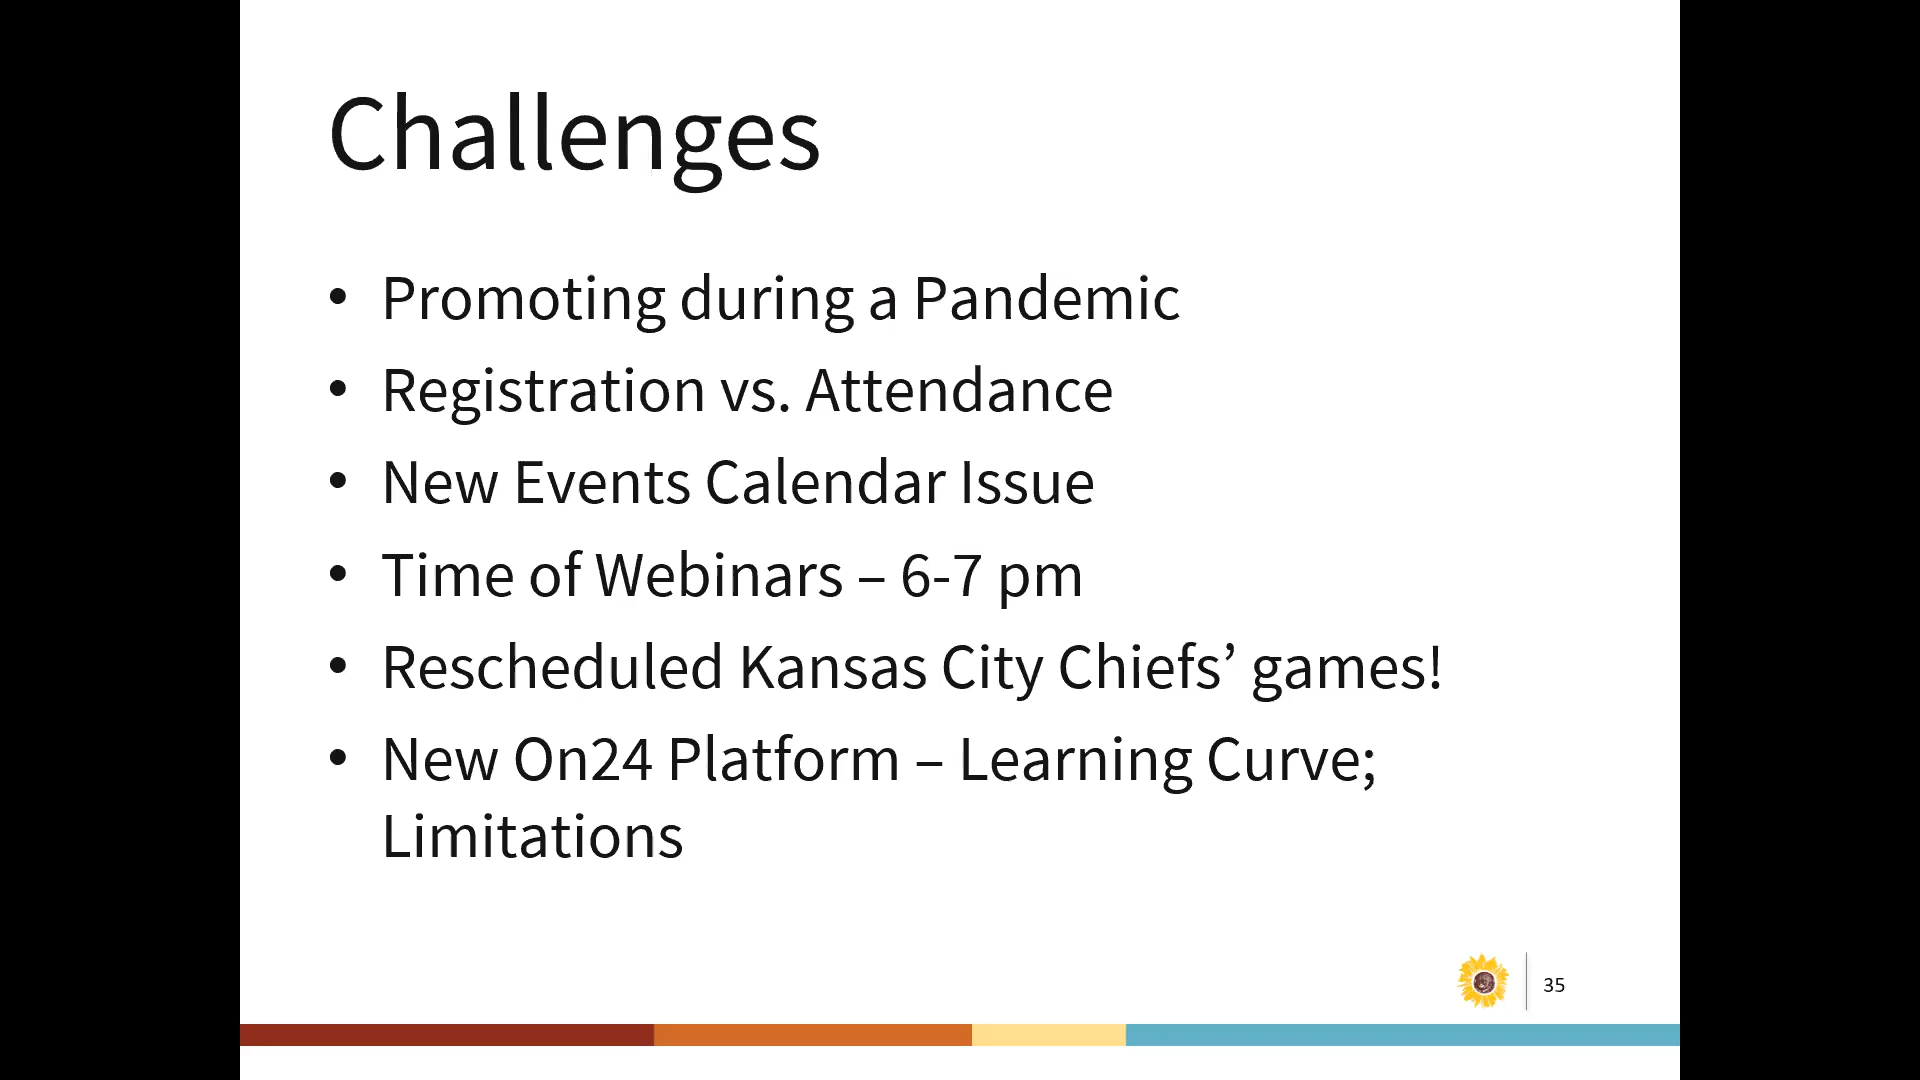 Challenges
• Promoting during a Pandemic
• Registration vs. Attendance
• New Events Calendar Issue
• Time of Webinars – 6-7 pm
• Rescheduled Kansas City Chiefs’ games!
• New On24 Platform – Learning Curve;
Limitations
35